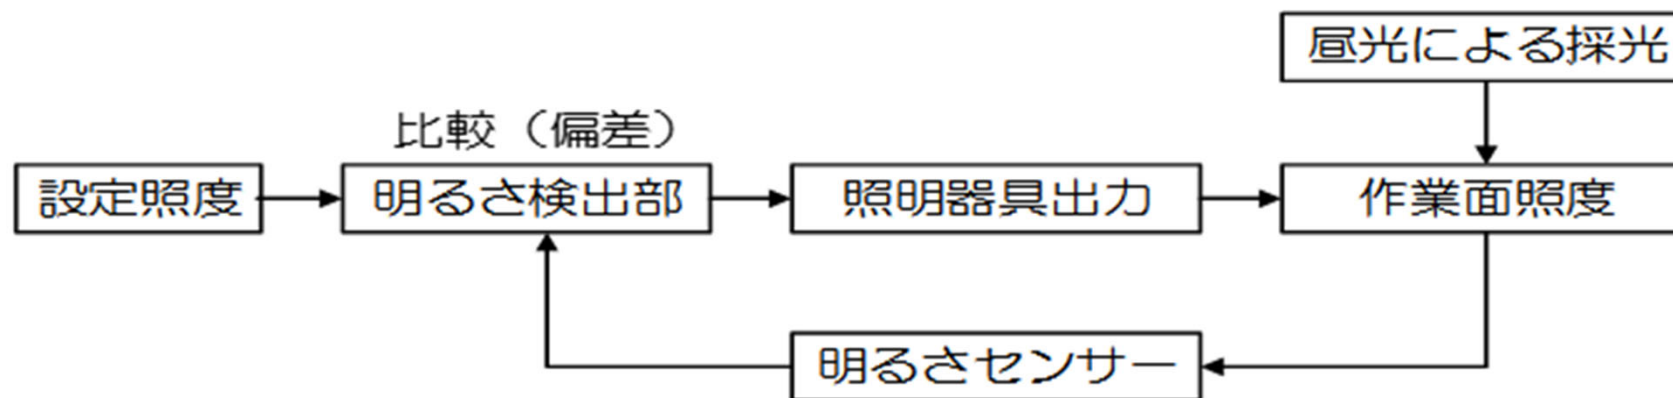 昼光による採光
比較（偏差）
設定照度
明るさ検出部
照明器具出力
作業面照度
明るさセンサー